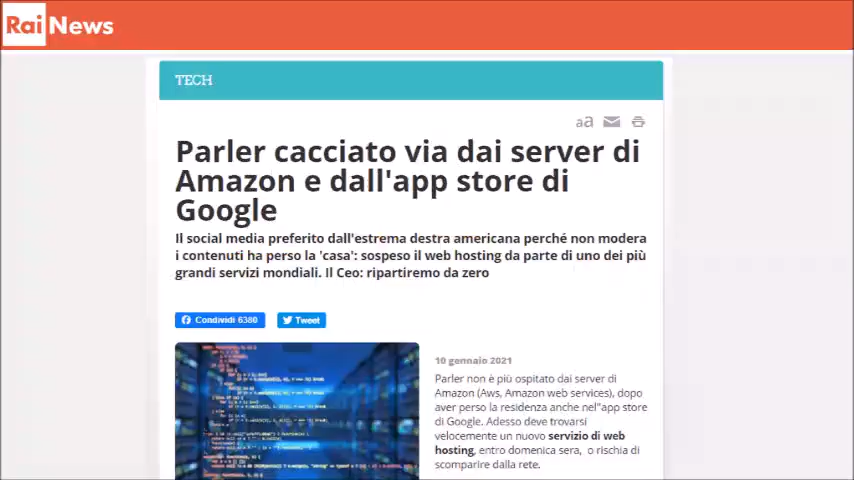 Rai News
TECH
aa
Parler cacciato via dai server di
Amazon e dall'app store di
Google
Il social media preferito dall'estrema destra americana perché non modera
i contenuti ha perso la 'casa': sospeso il web hosting da parte di uno dei più
grandi servizi mondiali. Il Ceo: ripartiremo da zero
Condividi 6380
Tweet
10 gennaio 2021
Parler non è più ospitato dai server di
Amazon (Aws, Amazon web services), dopo
aver perso la residenza anche nel"app store
di Google. Adesso deve trovarsi
velocemente un nuovo servizio di web
hosting, entro domenica sera, o rischia di
scomparire dalla rete.